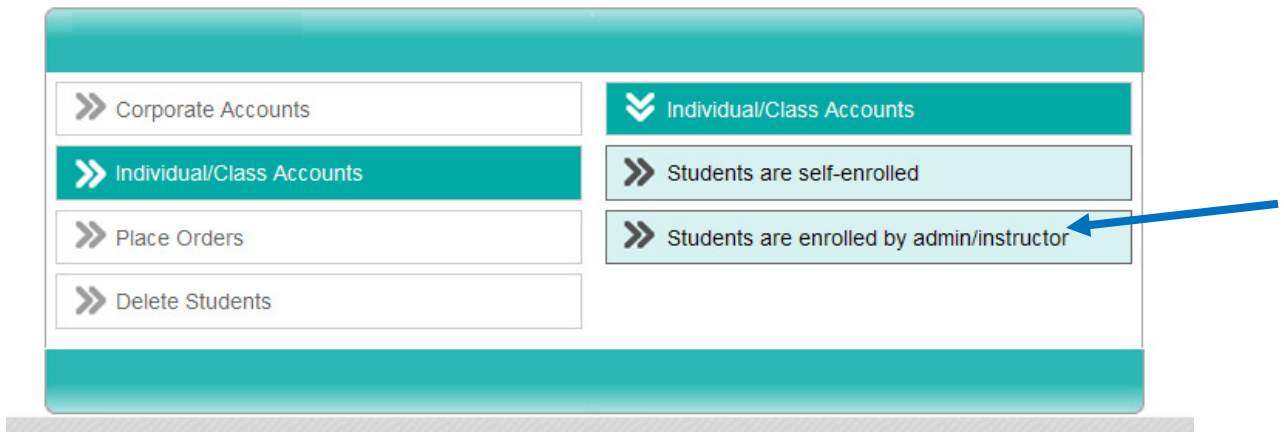 Corporate Accounts
Individual/Class Accounts
Place Orders
Delete Students
Individual/Class Accounts
Students are self-enrolled
Students are enrolled by admin/instructor